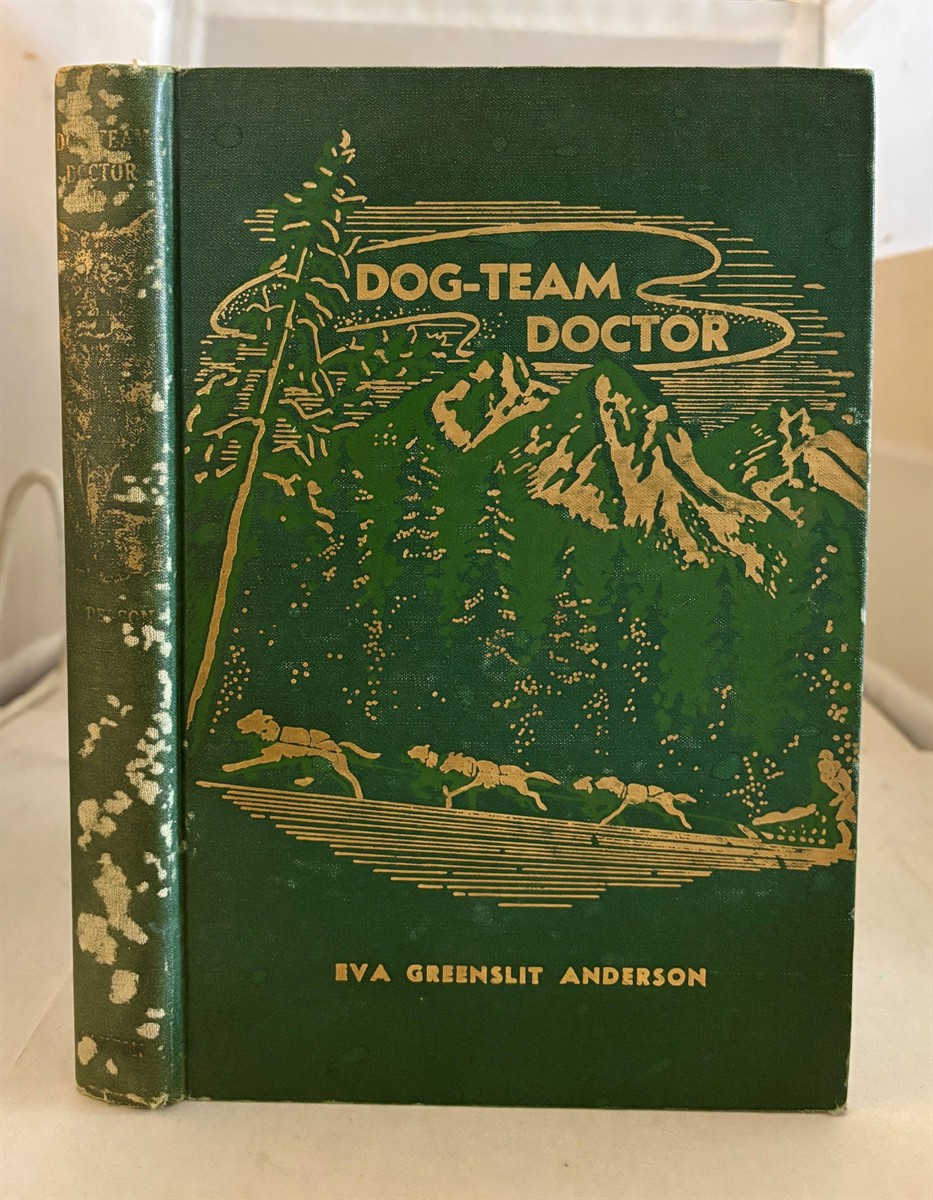 DOG-TEAM
DOCTOR
DOG-TEAM
DOCTOR
EVA GREENSLIT ANDERSON